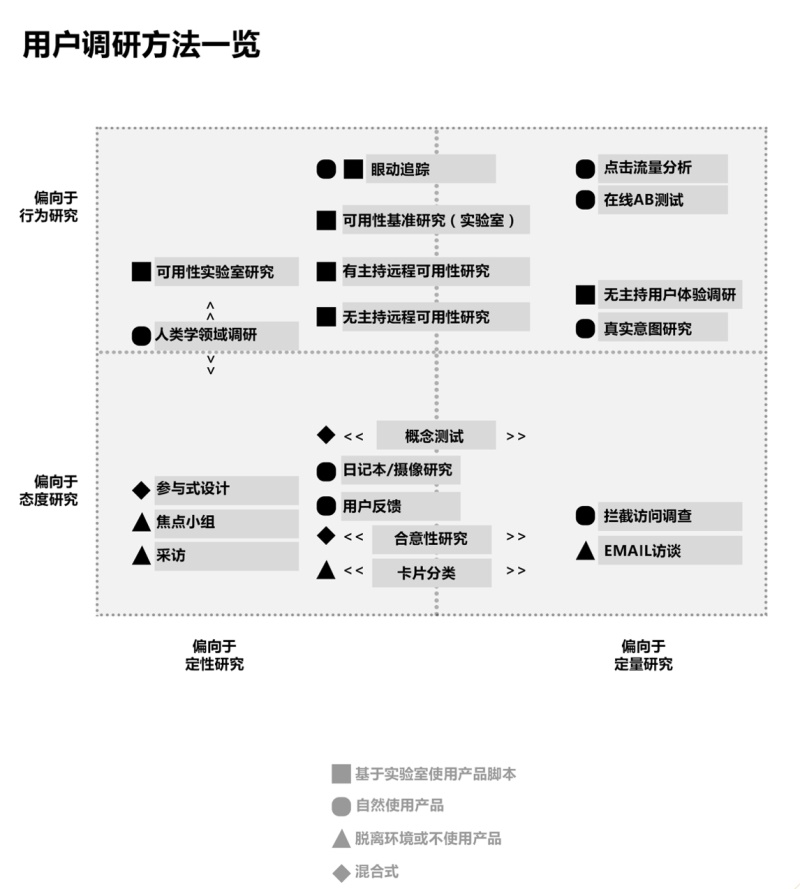 用户调研方法一览
偏向于
行为研究
眼动追踪
点击流量分析
在线AB测试
可用性基准研究（实验室）
可用性实验室研究
有主持远程可用性研究
无主持用户体验调研
无主持远程可用性研究
人类学领域调研
真实意图研究
偏向于
态度研究
<< 概念测试 >>
日记本/摄像研究
参与式设计
用户反馈
焦点小组
拦截访问调查
<< 合意性研究 >>
采访
EMAIL访谈
<< 卡片分类 >>
偏向于
定性研究
偏向于
定量研究
基于实验室使用产品脚本
自然使用产品
脱离环境或不使用产品
混合式